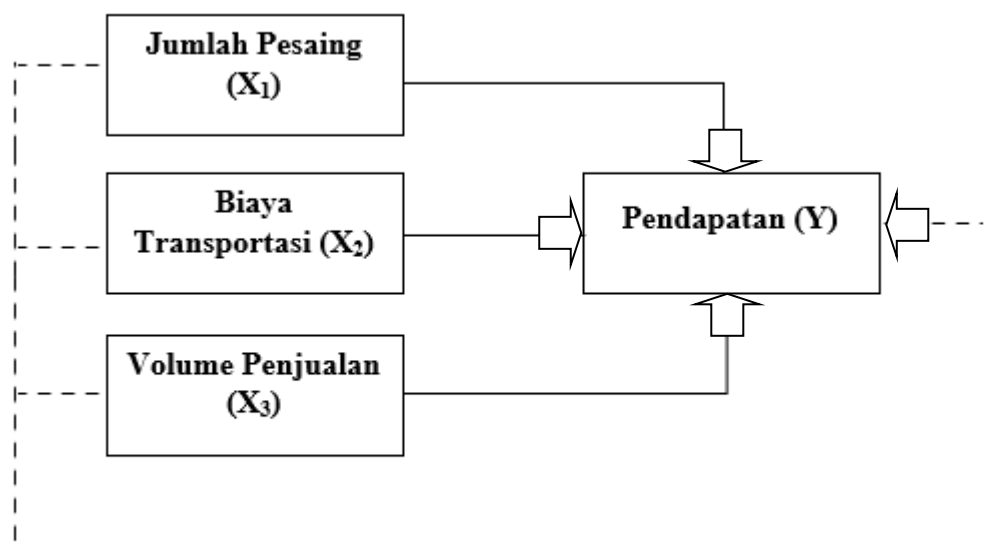 Jumlah Pesaing
(X₁)
Biaya
Transportasi (X₂)
Pendapatan (Y)
Volume Penjualan
(X₃)